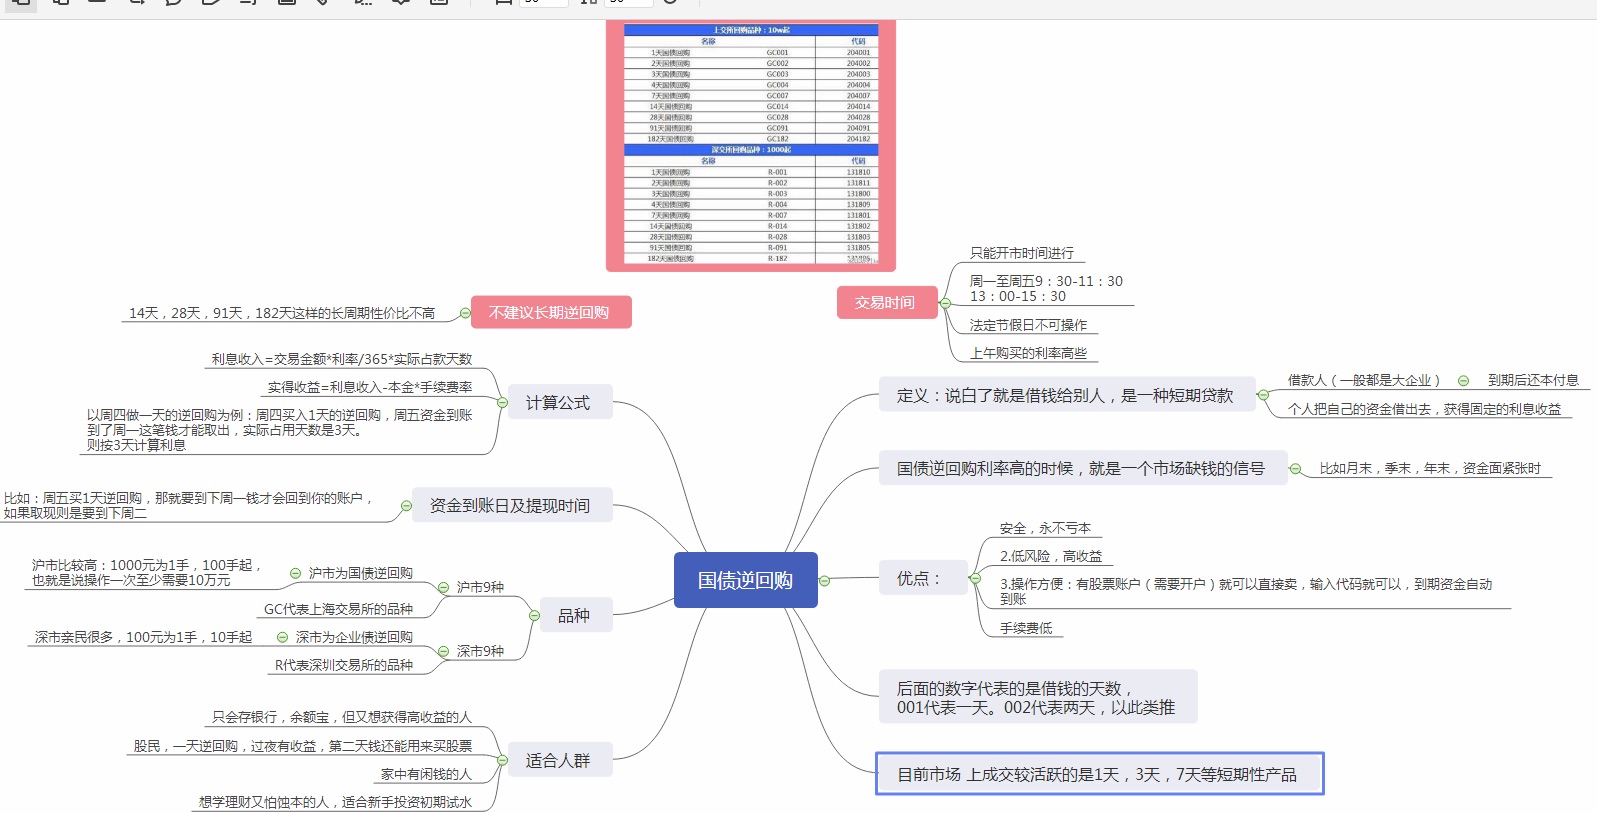 上交所回购品种：10w起
名称 代码
1天国债回购 GC001 204001
2天国债回购 GC002 204002
3天国债回购 GC003 204003
4天国债回购 GC004 204004
7天国债回购 GC007 204007
14天国债回购 GC014 204014
28天国债回购 GC028 204028
91天国债回购 GC091 204091
182天国债回购 GC182 204182
深交所回购品种：1000起
名称 代码
1天国债回购 R-001 131810
2天国债回购 R-002 131811
3天国债回购 R-003 131800
4天国债回购 R-004 131809
7天国债回购 R-007 131801
14天国债回购 R-014 131802
28天国债回购 R-028 131803
91天国债回购 R-091 131805
182天国债回购 R-182
交易时间
只能开市时间进行
周一至周五9：30-11：30
13：00-15：30
法定节假日不可操作
上午购买的利率高些
不建议长期逆回购
14天，28天，91天，182天这样的长周期性价比不高
国债逆回购
定义：说白了就是借钱给别人，是一种短期贷款
借款人（一般都是大企业）
到期后还本付息
个人把自己的资金借出去，获得固定的利息收益
国债逆回购利率高的时候，就是一个市场缺钱的信号
比如月末，季末，年末，资金面紧张时
优点：
安全，永不亏本
2.低风险，高收益
3.操作方便：有股票账户（需要开户）就可以直接卖，输入代码就可以，到期资金自动
到账
手续费低
后面的数字代表的是借钱的天数，
001代表一天。002代表两天，以此类推
目前市场 上成交较活跃的是1天，3天，7天等短期性产品
计算公式
利息收入=交易金额*利率/365*实际占款天数
实得收益=利息收入-本金*手续费率
以周四做一天的逆回购为例：周四买入1天的逆回购，周五资金到账
到了周一这笔钱才能取出，实际占用天数是3天。
则按3天计算利息
资金到账日及提现时间
比如：周五买1天逆回购，那就要到下周一钱才会回到你的账户，
如果取现则是要到下周二
品种
沪市9种
沪市为国债逆回购
沪市比较高：1000元为1手，100手起，
也就是说操作一次至少需要10万元
GC代表上海交易所的品种
深市9种
深市为企业债逆回购
深市亲民很多，100元为1手，10手起
R代表深圳交易所的品种
适合人群
只会存银行，余额宝，但又想获得高收益的人
股民，一天逆回购，过夜有收益，第二天钱还能用来买股票
家中有闲钱的人
想学理财又怕蚀本的人，适合新手投资初期试水